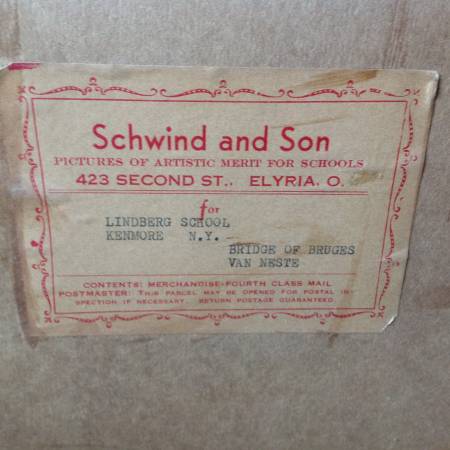 Schwind and Son
PICTURES OF ARTISTIC MERIT FOR SCHOOLS
423 SECOND ST., ELYRIA, O.
for
LINDBERG SCHOOL
KENMORE N.Y. —
BRIDGE OF BRUGES
VAN NESTE
CONTENTS: MERCHANDISE-FOURTH CLASS MAIL
POSTMASTER: THIS PARCEL MAY BE OPENED FOR POSTAL IN-
SPECTION IF NECESSARY. RETURN POSTAGE GUARANTEED.